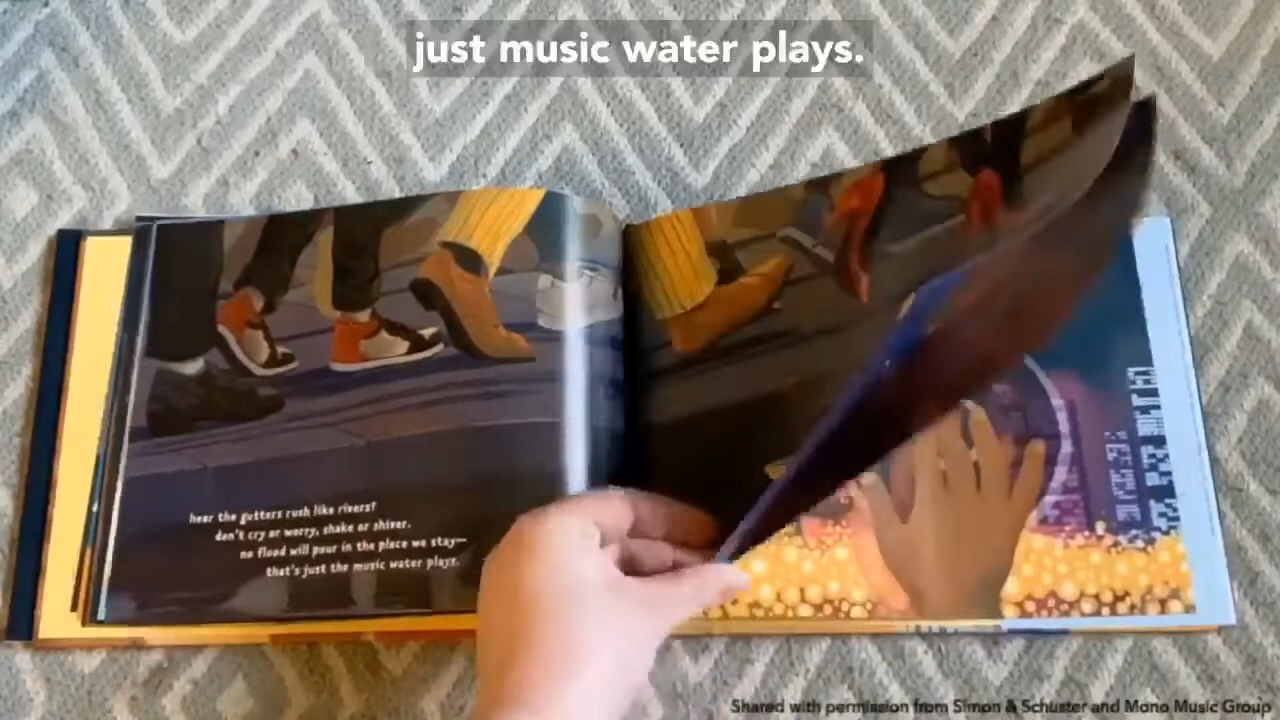 just music water plays.
hear the gutters rush like rivers?
don't cry or worry, shake or shiver.
no flood will pour in the place we stay—
that's just the music water plays.
Shared with permission from Simon & Schuster and Mono Music Group